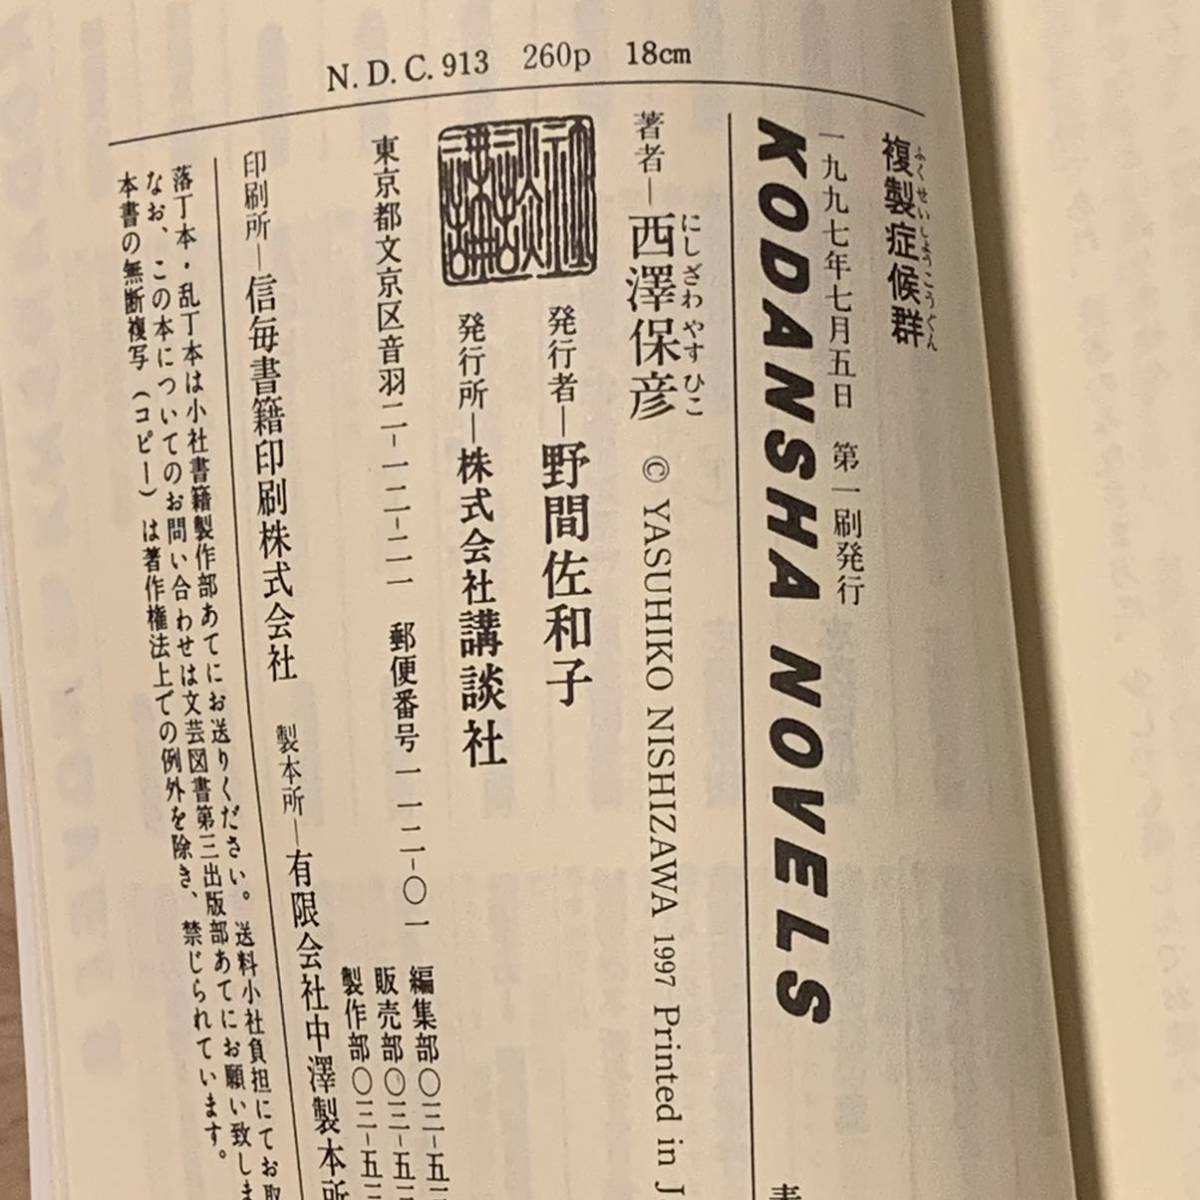 N. D. C. 913 260p 18cm
複製症候群
ふくせいしょうこうぐん
一九九七年七月五日 第一刷発行
KODANSHA NOVELS
著者─西澤保彦 © YASUHIKO NISHIZAWA 1997 Printed in J
にしざわ やすひこ
発行者─野間佐和子
発行所─株式会社講談社
東京都文京区音羽二-一二-二一 郵便番号一一二-〇一
編集部〇三-五三
販売部〇三-五三
製作部〇三-五三
印刷所─信毎書籍印刷株式会社 製本所─有限会社中澤製本所
落丁本・乱丁本は小社書籍製作部あてにお送りください。送料小社負担にてお取
なお、この本についてのお問い合わせは文芸図書第三出版部あてにお願い致しま
本書の無断複写(コピー)は著作権法上での例外を除き、禁じられています。